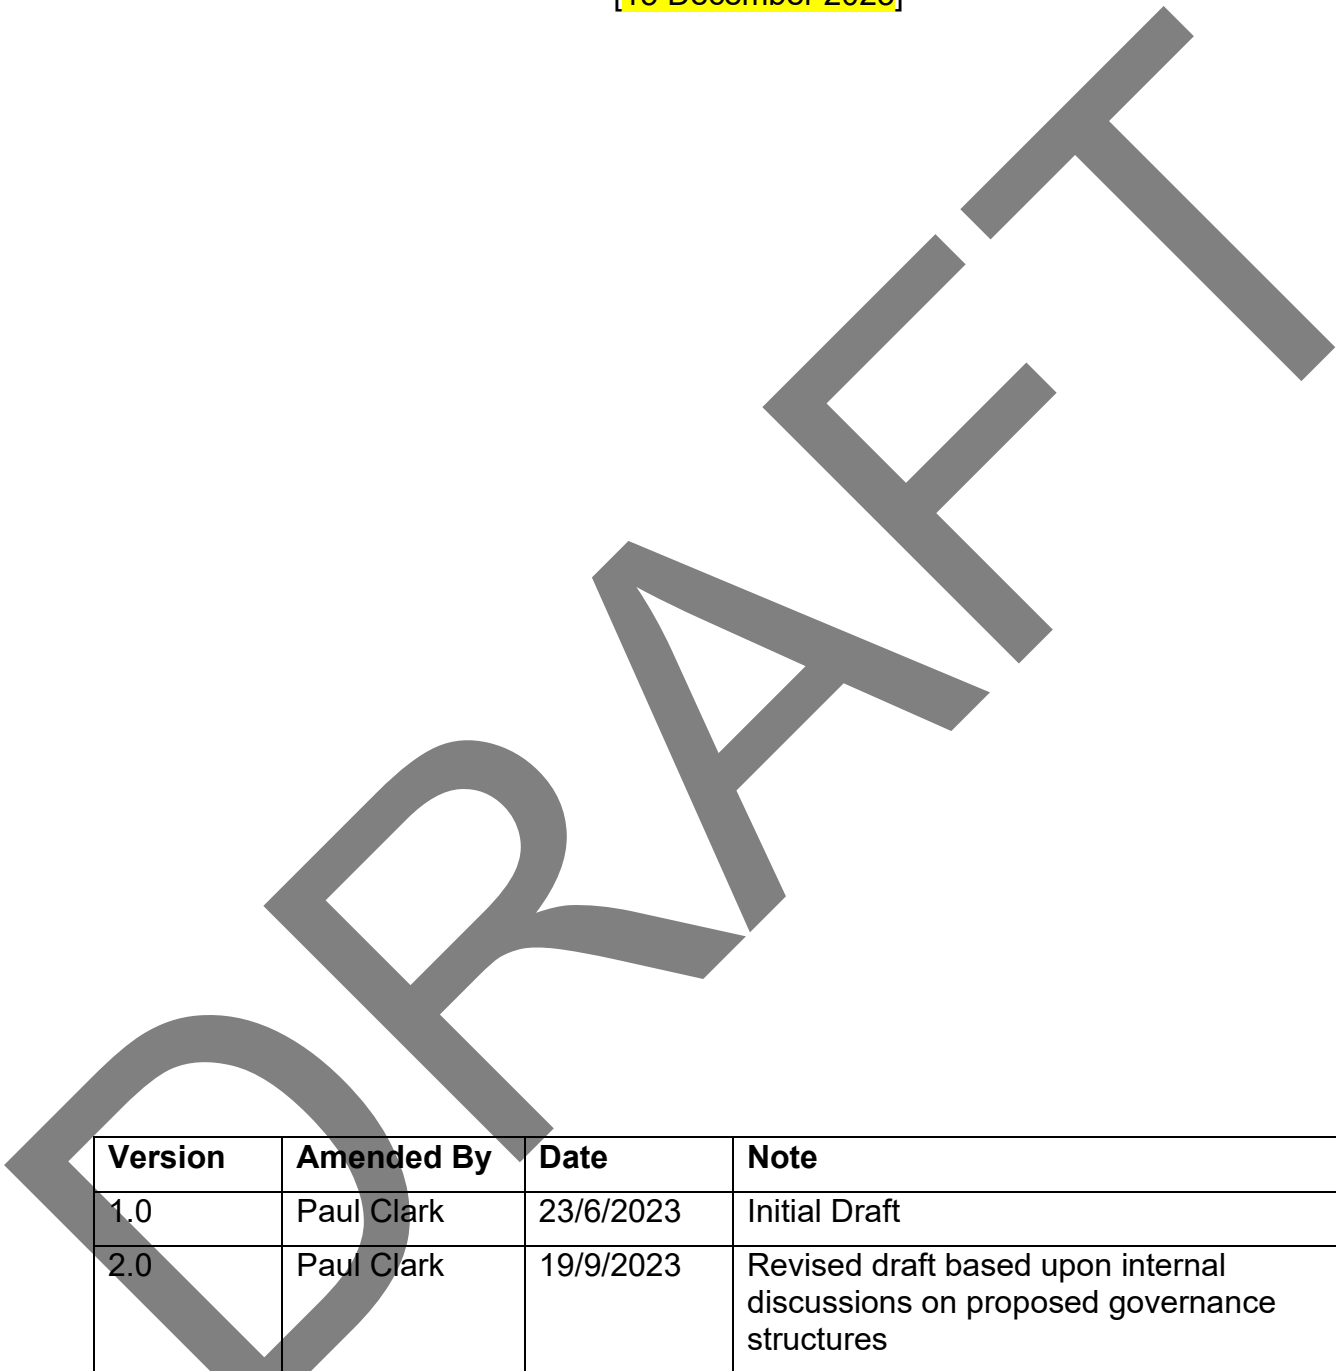 DRAFT
Version Amended By Date Note
1.0 Paul Clark 23/6/2023 Initial Draft
2.0 Paul Clark 19/9/2023 Revised draft based upon internal
discussions on proposed governance
structures